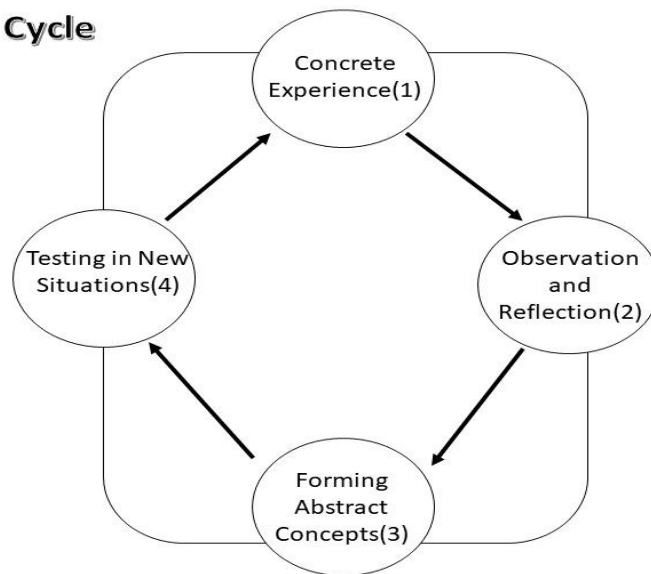 Cycle
Concrete
Experience(1)
Observation
and
Reflection(2)
Forming
Abstract
Concepts(3)
Testing in New
Situations(4)